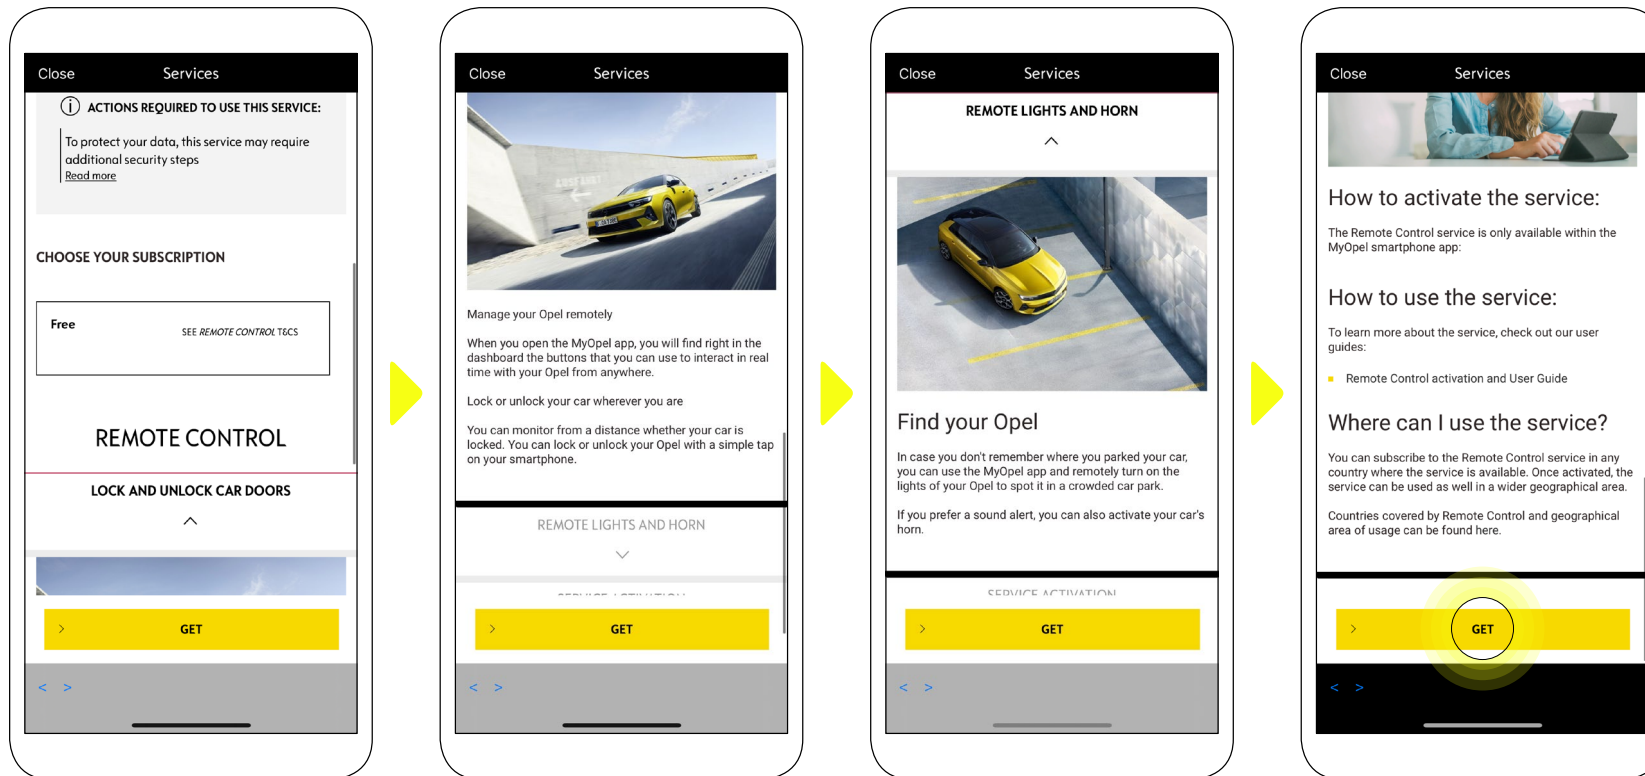 Close Services
ACTIONS REQUIRED TO USE THIS SERVICE:
To protect your data, this service may require
additional security steps
Read more
CHOOSE YOUR SUBSCRIPTION
Free
SEE REMOTE CONTROL T&CS
REMOTE CONTROL
LOCK AND UNLOCK CAR DOORS
> GET
< >
Close Services
Manage your Opel remotely
When you open the MyOpel app, you will find right in the
dashboard the buttons that you can use to interact in real
time with your Opel from anywhere.
Lock or unlock your car wherever you are
You can monitor from a distance whether your car is
locked. You can lock or unlock your Opel with a simple tap
on your smartphone.
REMOTE LIGHTS AND HORN
SERVICE ACTIVATION
> GET
< >
Close Services
REMOTE LIGHTS AND HORN
Find your Opel
In case you don't remember where you parked your car,
you can use the MyOpel app and remotely turn on the
lights of your Opel to spot it in a crowded car park.
If you prefer a sound alert, you can also activate your car's
horn.
SERVICE ACTIVATION
> GET
< >
Close Services
How to activate the service:
The Remote Control service is only available within the
MyOpel smartphone app:
How to use the service:
To learn more about the service, check out our user
guides:
Remote Control activation and User Guide
Where can I use the service?
You can subscribe to the Remote Control service in any
country where the service is available. Once activated, the
service can be used as well in a wider geographical area.
Countries covered by Remote Control and geographical
area of usage can be found here.
> GET
< >